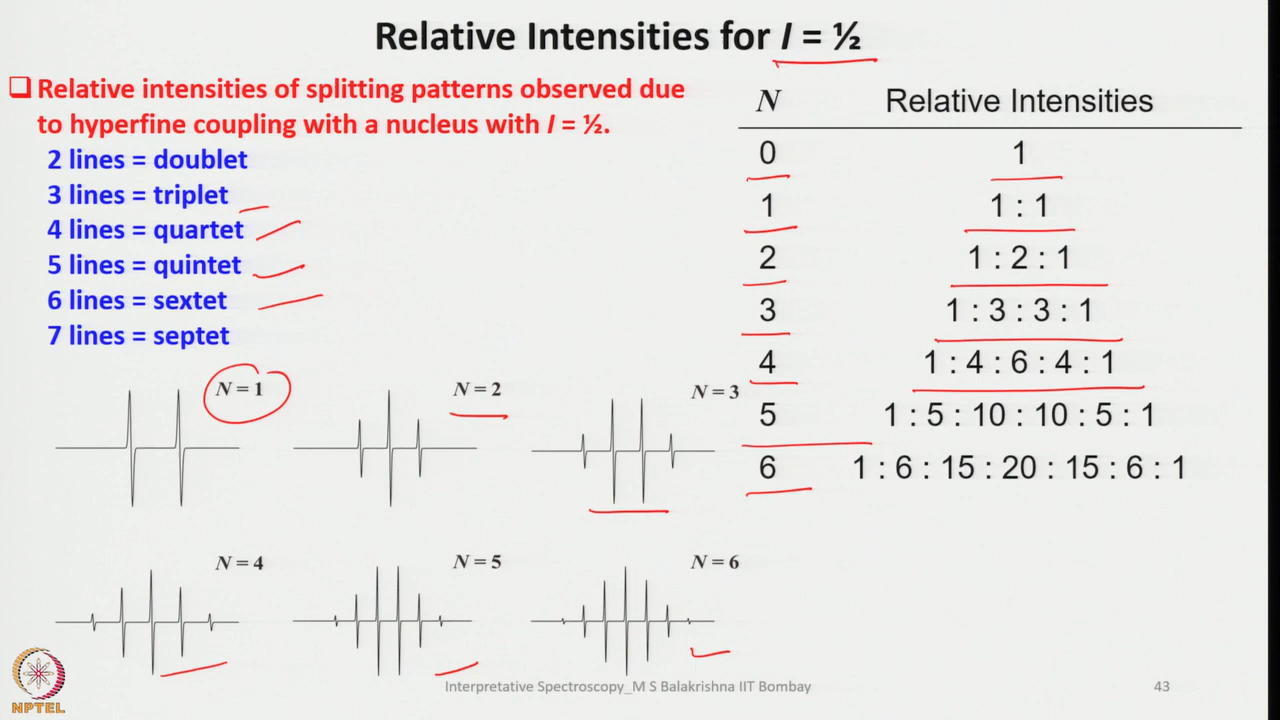 Relative Intensities for I = ½
❑ Relative intensities of splitting patterns observed due
to hyperfine coupling with a nucleus with I = ½.
2 lines = doublet
3 lines = triplet
4 lines = quartet
5 lines = quintet
6 lines = sextet
7 lines = septet
N Relative Intensities
0 1
1 1 : 1
2 1 : 2 : 1
3 1 : 3 : 3 : 1
4 1 : 4 : 6 : 4 : 1
5 1 : 5 : 10 : 10 : 5 : 1
6 1 : 6 : 15 : 20 : 15 : 6 : 1
N = 1 N = 2 N = 3
N = 4 N = 5 N = 6
NPTEL
Interpretative Spectroscopy_M S Balakrishna IIT Bombay 43